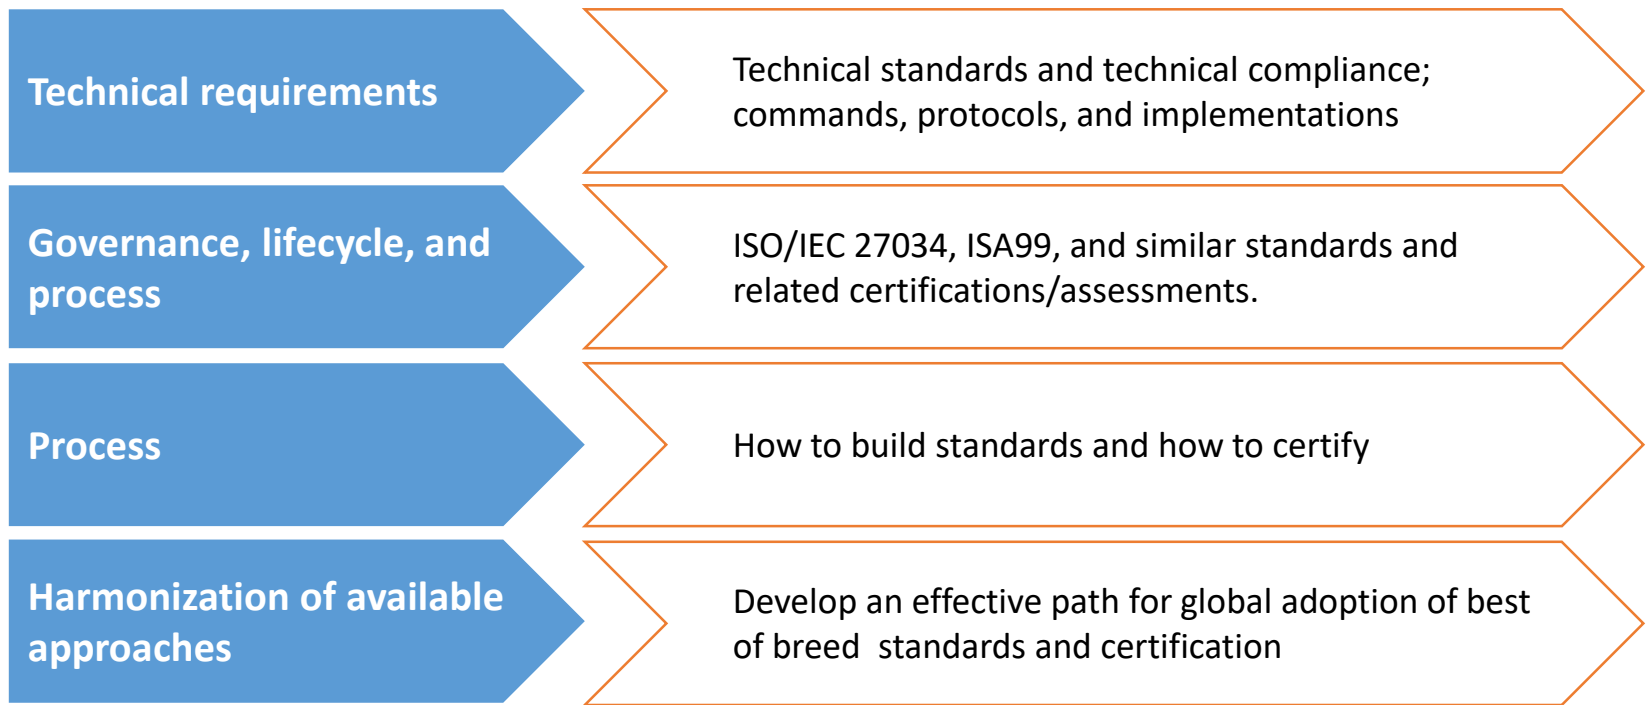 Technical requirements
Technical standards and technical compliance;
commands, protocols, and implementations
Governance, lifecycle, and
process
ISO/IEC 27034, ISA99, and similar standards and
related certifications/assessments.
Process
How to build standards and how to certify
Harmonization of available
approaches
Develop an effective path for global adoption of best
of breed  standards and certification